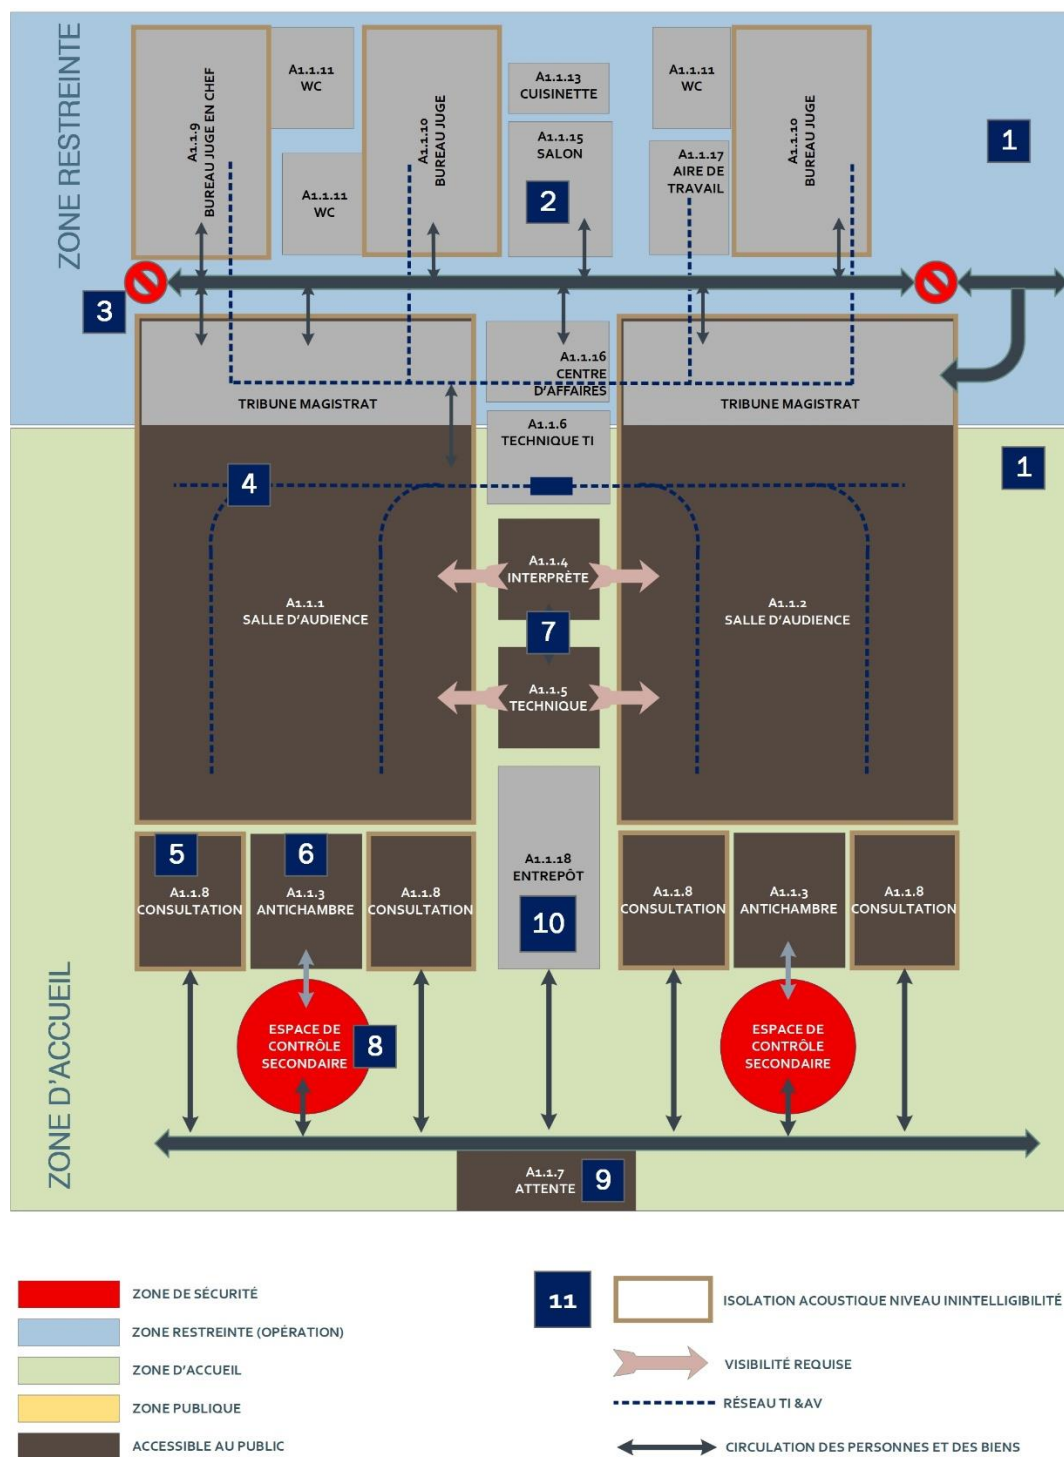 ZONE RESTREINTE
A1.1.9
BUREAU JUGE EN CHEF
A1.1.11
WC
A1.1.11
WC
A1.1.10
BUREAU JUGE
A1.1.13
CUISINETTE
A1.1.15
SALON
2
A1.1.11
WC
A1.1.17
AIRE DE
TRAVAIL
A1.1.10
BUREAU JUGE
1
3
TRIBUNE MAGISTRAT
A1.1.16
CENTRE
D'AFFAIRES
TRIBUNE MAGISTRAT
A1.1.6
TECHNIQUE TI
1
4
A1.1.4
INTERPRÈTE
A1.1.1
SALLE D'AUDIENCE
7
A1.1.2
SALLE D'AUDIENCE
A1.1.5
TECHNIQUE
5
A1.1.8
CONSULTATION
6
A1.1.3
ANTICHAMBRE
A1.1.8
CONSULTATION
A1.1.18
ENTREPÔT
10
A1.1.8
CONSULTATION
A1.1.3
ANTICHAMBRE
A1.1.8
CONSULTATION
ZONE D'ACCUEIL
ESPACE DE
CONTRÔLE
SECONDAIRE
8
ESPACE DE
CONTRÔLE
SECONDAIRE
A1.1.7
ATTENTE
9
ZONE DE SÉCURITÉ
ZONE RESTREINTE (OPÉRATION)
ZONE D'ACCUEIL
ZONE PUBLIQUE
ACCESSIBLE AU PUBLIC
11
ISOLATION ACOUSTIQUE NIVEAU ININTELLIGIBILITÉ
VISIBILITÉ REQUISE
RÉSEAU TI &AV
CIRCULATION DES PERSONNES ET DES BIENS